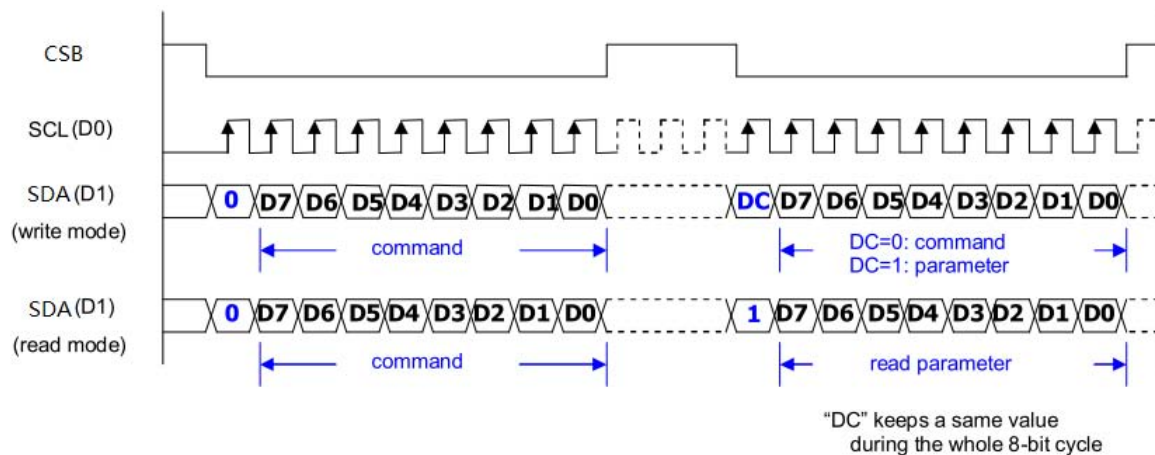 CSB
SCL(D0)
SDA(D1) 0 D7 D6 D5 D4 D3 D2 D1 D0 DC D7 D6 D5 D4 D3 D2 D1 D0
(write mode) command DC=0: command
DC=1: parameter
SDA(D1) 0 D7 D6 D5 D4 D3 D2 D1 D0 1 D7 D6 D5 D4 D3 D2 D1 D0
(read mode) command read parameter
“DC” keeps a same value
during the whole 8-bit cycle